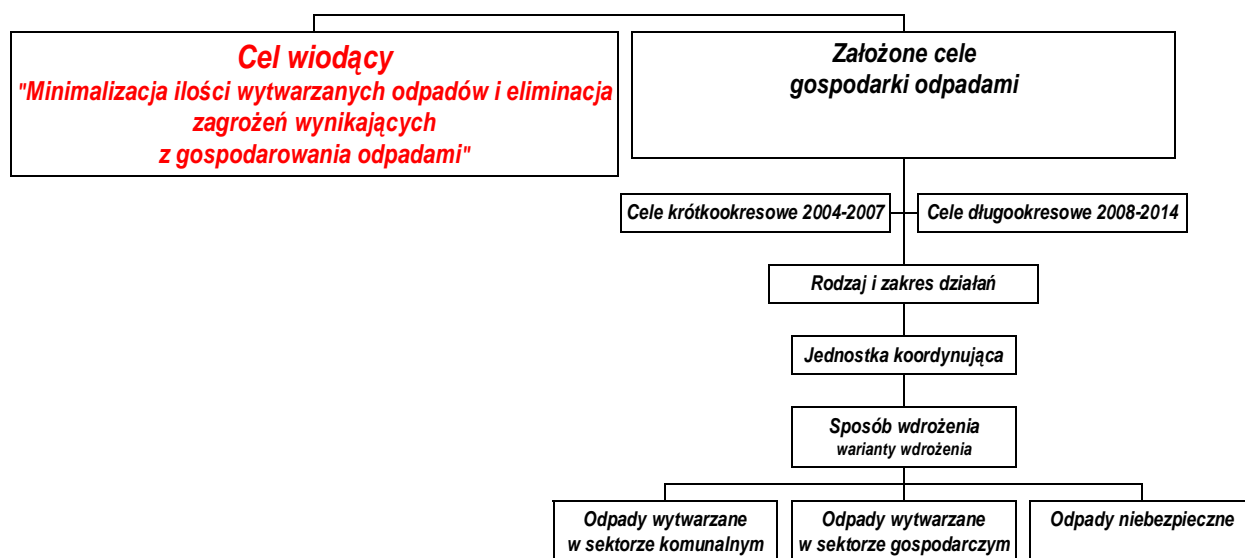 Cel wiodący
"Minimalizacja ilości wytwarzanych odpadów i eliminacja
zagrożeń wynikających
z gospodarowania odpadami"
Założone cele
gospodarki odpadami
Cele krótkookresowe 2004-2007
Cele długookresowe 2008-2014
Rodzaj i zakres działań
Jednostka koordynująca
Sposób wdrożenia
warianty wdrożenia
Odpady wytwarzane
w sektorze komunalnym
Odpady wytwarzane
w sektorze gospodarczym
Odpady niebezpieczne